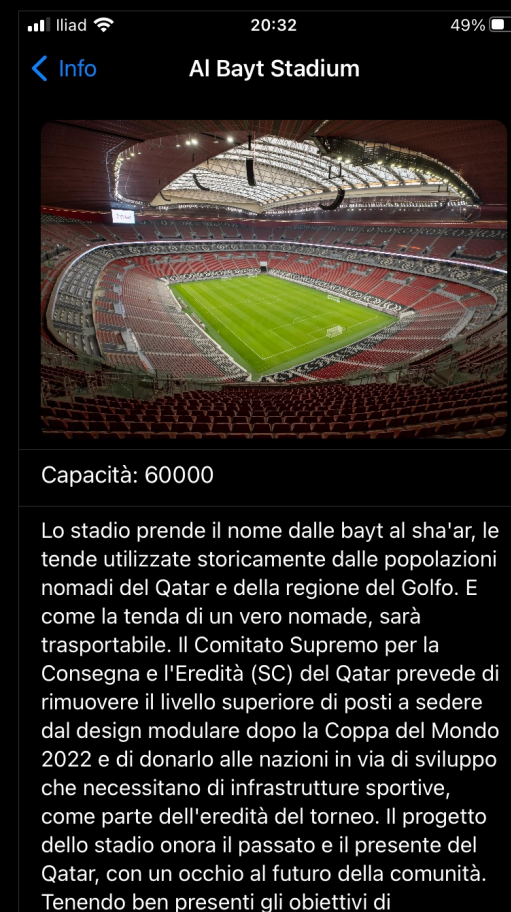 Iliad 20:32 49%
Info Al Bayt Stadium
Capacità: 60000
Lo stadio prende il nome dalle bayt al sha'ar, le
tende utilizzate storicamente dalle popolazioni
nomadi del Qatar e della regione del Golfo. E
come la tenda di un vero nomade, sarà
trasportabile. Il Comitato Supremo per la
Consegna e l'Eredità (SC) del Qatar prevede di
rimuovere il livello superiore di posti a sedere
dal design modulare dopo la Coppa del Mondo
2022 e di donarlo alle nazioni in via di sviluppo
che necessitano di infrastrutture sportive,
come parte dell'eredità del torneo. Il progetto
dello stadio onora il passato e il presente del
Qatar, con un occhio al futuro della comunità.
Tenendo ben presenti gli obiettivi di